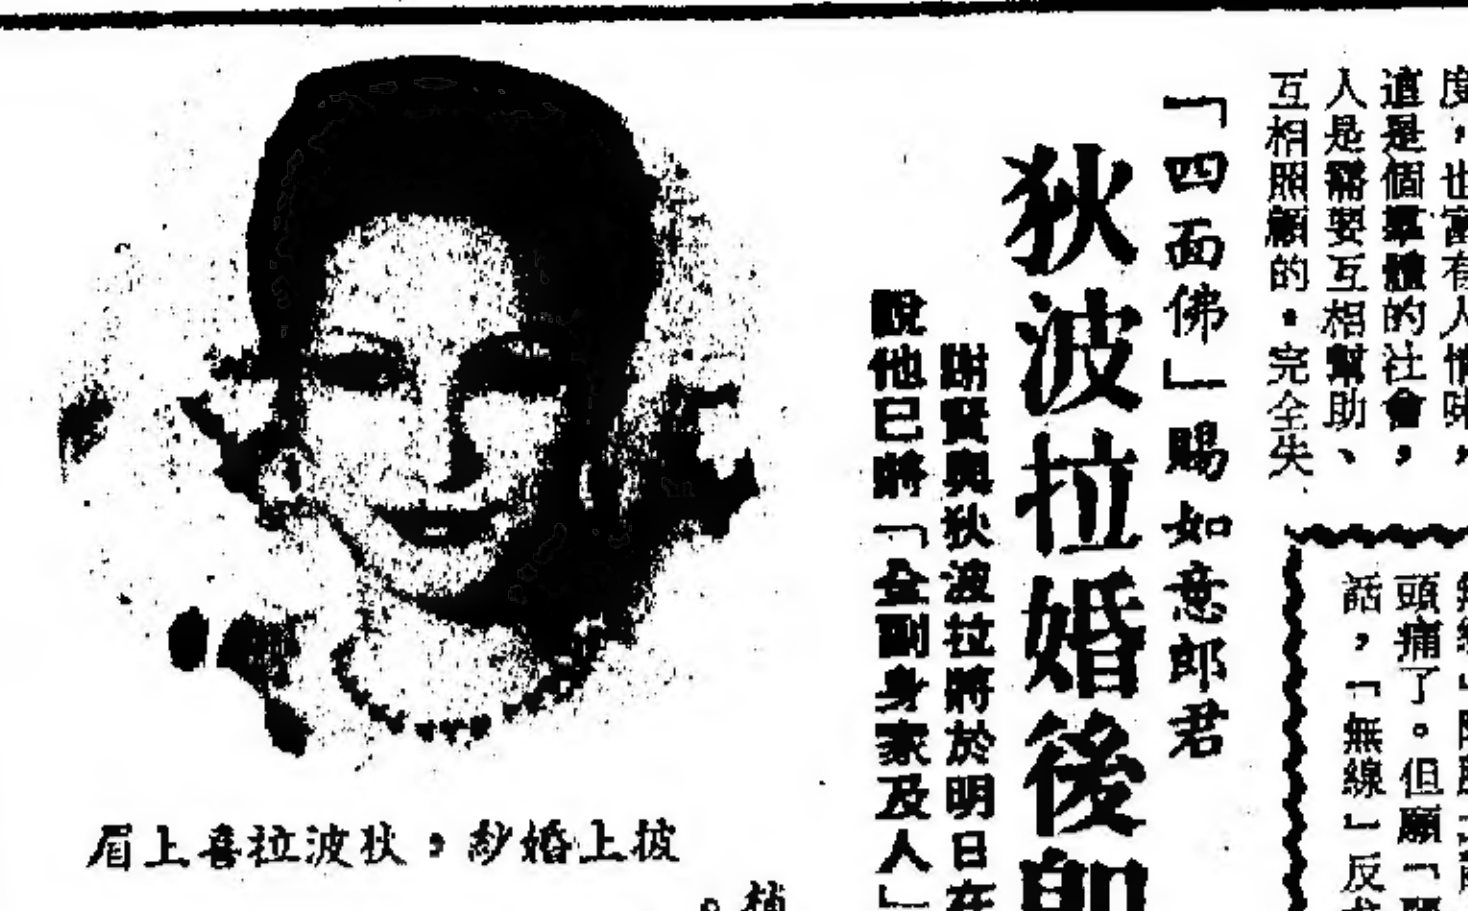 度，也富有人情味，
這是個羣體的社會，
人是需要互相幫助、
互相照顧的。完全失
頭痛了。但願「
話，「無線」反
「四面佛」賜如意郎君
狄波拉婚後即
謝賢與狄波拉將於明日在
說他已將「全副身家及人」
披上婚紗，狄波拉喜上眉
梢。